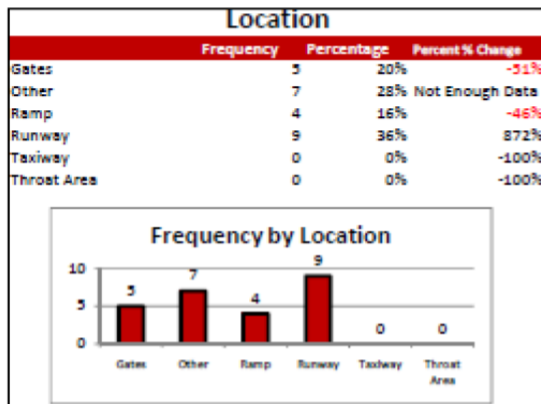 Location
Frequency Percentage Percent % Change
Gates 5 20% -51%
Other 7 28% Not Enough Data
Ramp 4 16% -46%
Runway 9 36% 872%
Taxiway 0 0% -100%
Throat Area 0 0% -100%
Frequency by Location
10
5
0
5
7
4
9
0
0
Gates Other Ramp Runway Taxiway Throat
Area